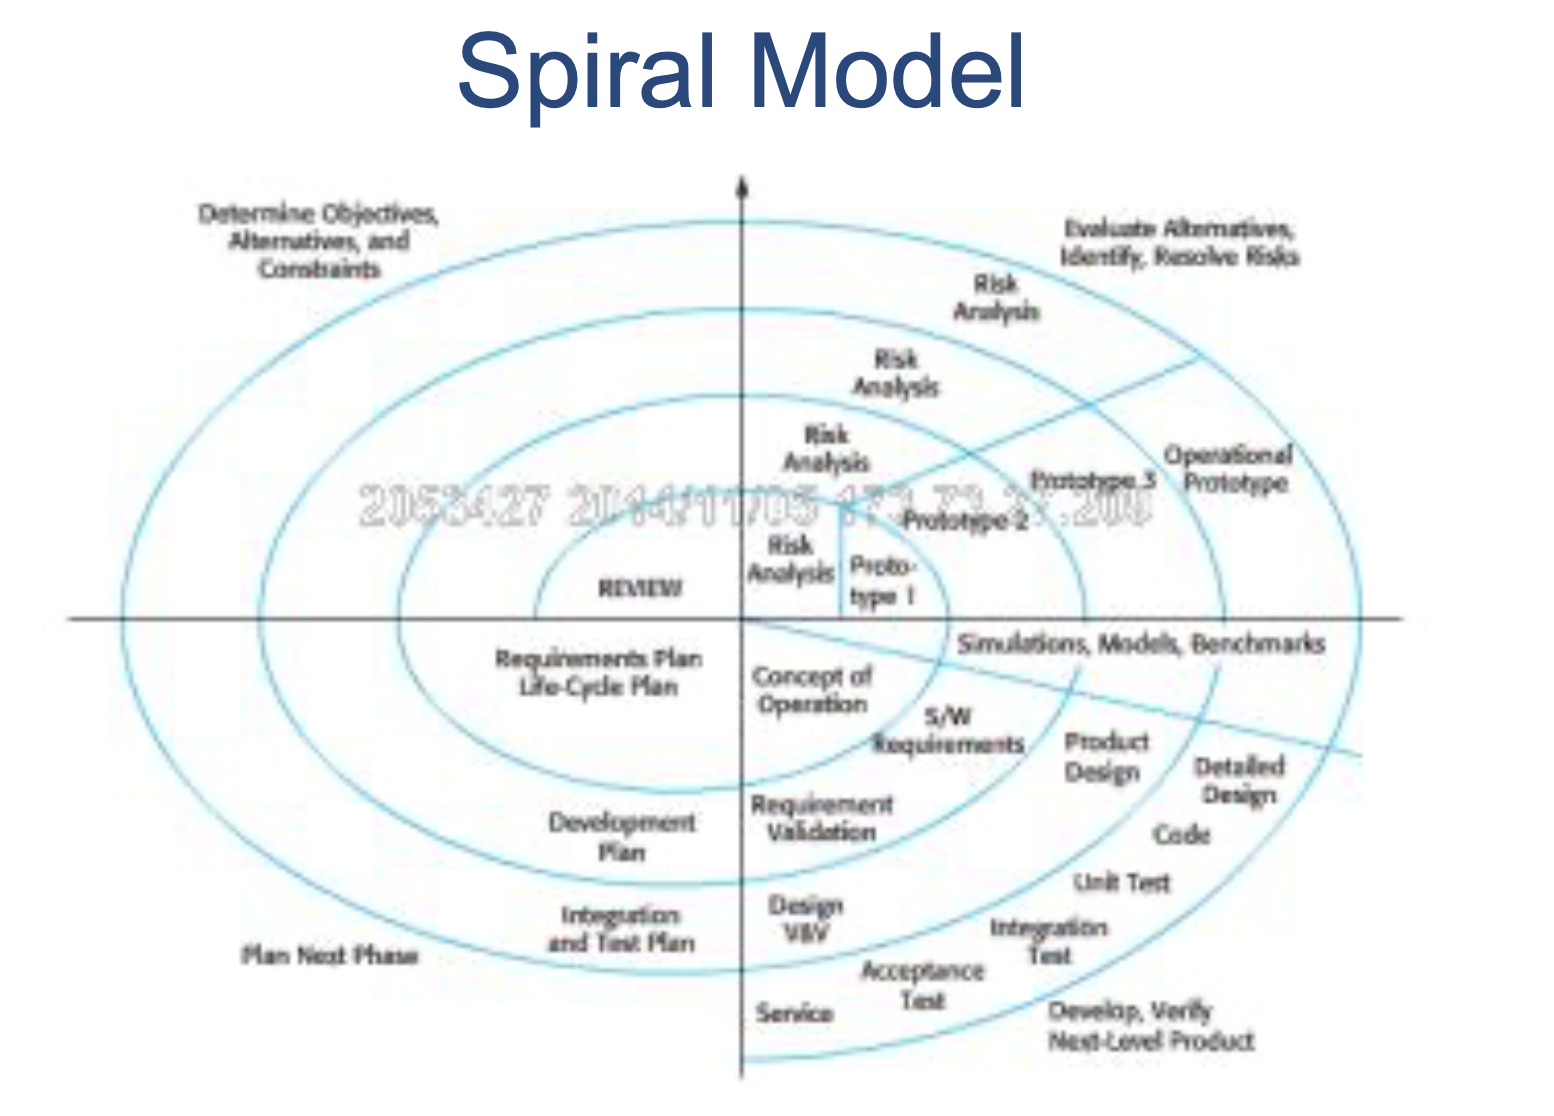 Spiral Model
Determine Objectives,
Alternatives, and
Constraints
Evaluate Alternatives,
Identify, Resolve Risks
Risk
Analysis
Risk
Analysis
Risk
Analysis
Operational
Prototype
Prototype 3
Prototype 2
Risk
Analysis
Proto-
type 1
REVIEW
Simulations, Models, Benchmarks
Requirements Plan
Life-Cycle Plan
Concept of
Operation
S/W
Requirements
Product
Design
Detailed
Design
Development
Plan
Requirement
Validation
Code
Unit Test
Integration
and Test Plan
Design
V&V
Integration
Test
Plan Next Phase
Acceptance
Test
Service
Develop, Verify
Next-Level Product
2053427 2014/11/05